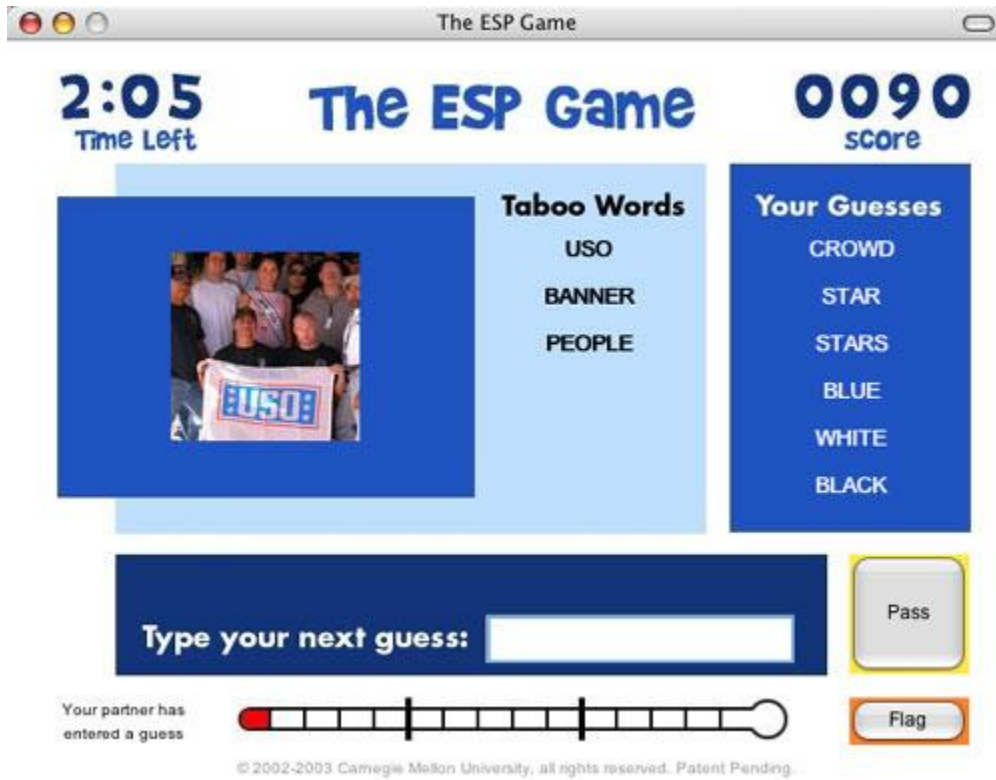 The ESP Game
2:05
Time Left
The ESP Game
0090
score
Taboo Words
USO
BANNER
PEOPLE
Your Guesses
CROWD
STAR
STARS
BLUE
WHITE
BLACK
USO
Type your next guess:
Pass
Your partner has
entered a guess
Flag
© 2002-2003 Carnegie Mellon University, all rights reserved. Patent Pending.